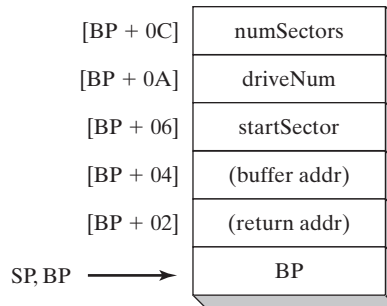 [BP + 0C] numSectors
[BP + 0A] driveNum
[BP + 06] startSector
[BP + 04] (buffer addr)
[BP + 02] (return addr)
SP, BP BP